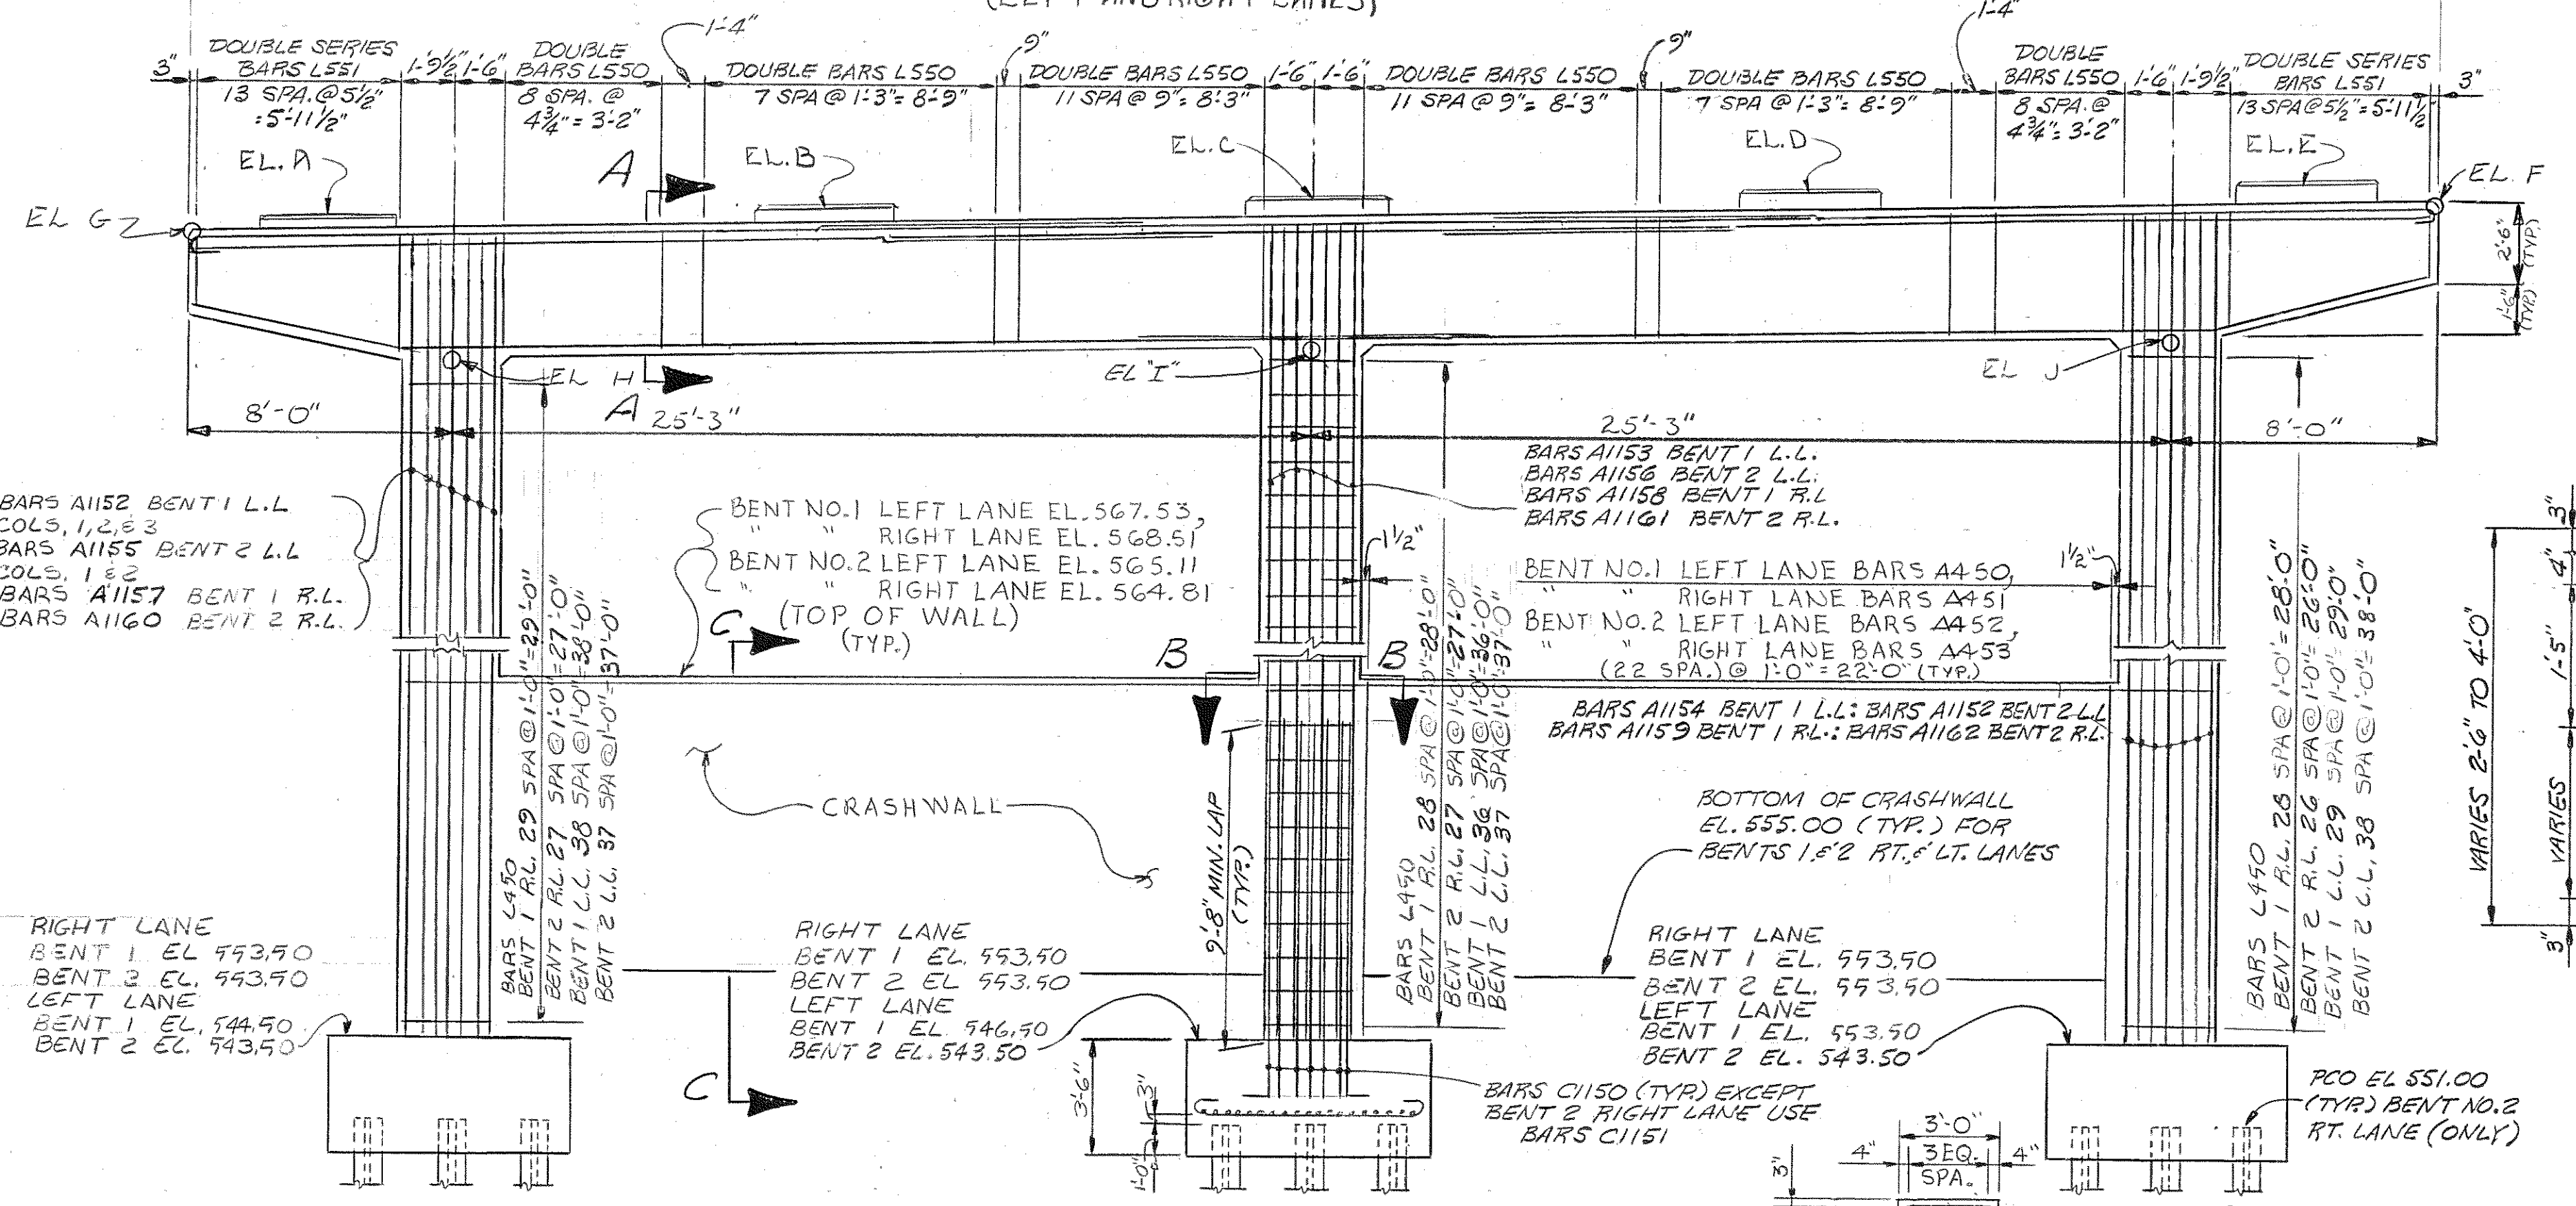 (LEFT AND RIGHT LANES)
3"
DOUBLE SERIES
BARS L551
13 SPA. @ 5½"
=5'-11½"
1'-9½"
1'-6"
DOUBLE
BARS L550
8 SPA. @
4¾" = 3'-2"
1'-4"
DOUBLE BARS L550
7 SPA @ 1'-3" = 8'-9"
9"
DOUBLE BARS L550
11 SPA @ 9" = 8'-3"
1'-6"
1'-6"
DOUBLE BARS L550
11 SPA @ 9" = 8'-3"
9"
DOUBLE BARS L550
7 SPA @ 1'-3" = 8'-9"
1'-4"
DOUBLE
BARS L550
8 SPA. @
4¾" = 3'-2"
1'-6"
1'-9½"
DOUBLE SERIES
BARS L551
13 SPA @ 5½" = 5'-11½"
3"
EL. A
A
EL. B
EL. C
EL. D
EL. E
EL. F
EL G
2'-6"
(TYP.)
1'-6"
(TYP.)
EL H
A
EL "I"
EL J
8'-0"
25'-3"
25'-3"
8'-0"
BARS A1152 BENT 1 L.L
COLS, 1,2,& 3
BARS A1155 BENT 2 L.L
COLS, 1 & 2
BARS A1157 BENT 1 R.L.
BARS A1160 BENT 2 R.L.
BENT NO.1 LEFT LANE EL. 567.53,
" " RIGHT LANE EL. 568.51
BENT NO.2 LEFT LANE EL. 565.11
" " RIGHT LANE EL. 564.81
(TOP OF WALL)
(TYP.)
BARS A1153 BENT 1 L.L.
BARS A1156 BENT 2 L.L.
BARS A1158 BENT 1 R.L
BARS A1161 BENT 2 R.L.
1½"
BENT NO.1 LEFT LANE BARS A450,
" " RIGHT LANE BARS A451
BENT NO.2 LEFT LANE BARS A452,
" " RIGHT LANE BARS A453
(22 SPA.) @ 1'-0" = 22'-0" (TYP.)
1½"
C
B
B
BARS A1154 BENT 1 L.L: BARS A1152 BENT 2 L.L
BARS A1159 BENT 1 R.L.: BARS A1162 BENT 2 R.L.
BARS L450
BENT 1 R.L. 29 SPA @ 1'-0" = 29'-0"
BENT 2 R.L. 27 SPA @ 1'-0" = 27'-0"
BENT 1 L.L. 38 SPA @ 1'-0" = 38'-0"
BENT 2 L.L. 37 SPA @ 1'-0" = 37'-0"
CRASHWALL
9'-8" MIN. LAP
(TYP.)
BARS L450
BENT 1 R.L. 28 SPA @ 1'-0" = 28'-0"
BENT 2 R.L. 27 SPA @ 1'-0" = 27'-0"
BENT 1 L.L. 36 SPA @ 1'-0" = 36'-0"
BENT 2 L.L. 37 SPA @ 1'-0" = 37'-0"
BOTTOM OF CRASHWALL
EL. 555.00 (TYP.) FOR
BENTS 1 & 2 RT. & LT. LANES
BARS L450
BENT 1 R.L. 28 SPA @ 1'-0" = 28'-0"
BENT 2 R.L. 26 SPA @ 1'-0" = 26'-0"
BENT 1 L.L. 29 SPA @ 1'-0" = 29'-0"
BENT 2 L.L. 38 SPA @ 1'-0" = 38'-0"
VARIES 2'-6" TO 4'-0"
3"
4"
1'-5"
VARIES
3"
RIGHT LANE
BENT 1 EL 553.50
BENT 2 EL. 553.50
LEFT LANE
BENT 1 EL. 544.50
BENT 2 EL. 543.50
RIGHT LANE
BENT 1 EL. 553.50
BENT 2 EL 553.50
LEFT LANE
BENT 1 EL 546.50
BENT 2 EL. 543.50
RIGHT LANE
BENT 1 EL. 553.50
BENT 2 EL. 553.50
LEFT LANE
BENT 1 EL. 553.50
BENT 2 EL. 543.50
C
3'-6"
3"
1'-0"
BARS C1150 (TYP.) EXCEPT
BENT 2 RIGHT LANE USE
BARS C1151
PCO EL 551.00
(TYP.) BENT NO.2
RT. LANE (ONLY)
3'-0"
4"
3 EQ.
SPA.
4"
3"